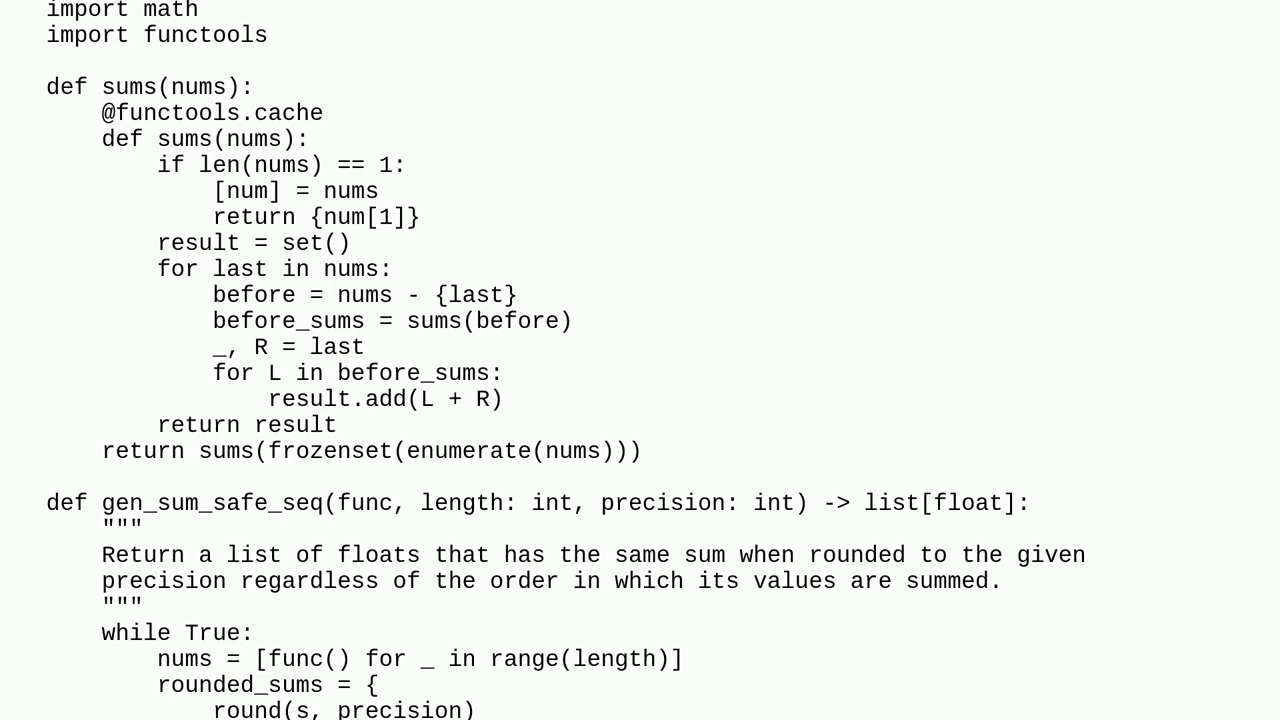 import math
import functools

def sums(nums):
    @functools.cache
    def sums(nums):
        if len(nums) == 1:
            [num] = nums
            return {num[1]}
        result = set()
        for last in nums:
            before = nums - {last}
            before_sums = sums(before)
            _, R = last
            for L in before_sums:
                result.add(L + R)
        return result
    return sums(frozenset(enumerate(nums)))

def gen_sum_safe_seq(func, length: int, precision: int) -> list[float]:
    """
    Return a list of floats that has the same sum when rounded to the given
    precision regardless of the order in which its values are summed.
    """
    while True:
        nums = [func() for _ in range(length)]
        rounded_sums = {
            round(s, precision)